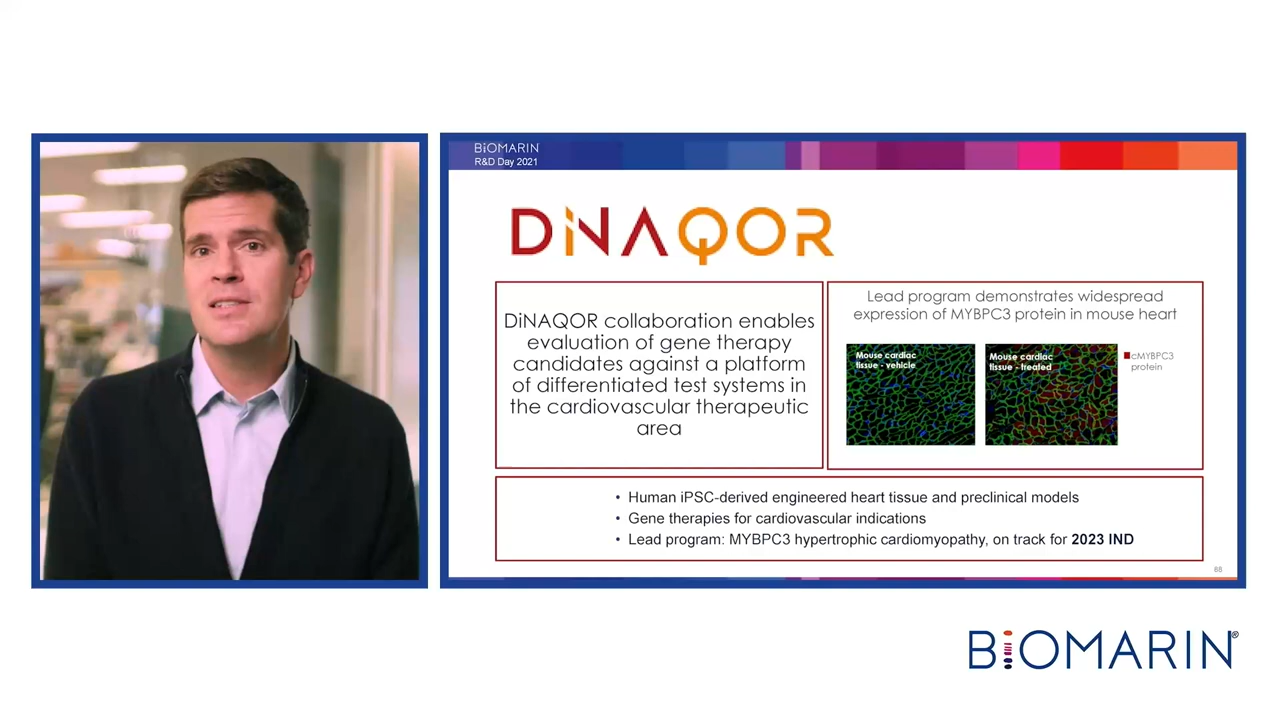 BiOMARIN
R&D Day 2021
DiNAQOR
DiNAQOR collaboration enables
evaluation of gene therapy
candidates against a platform
of differentiated test systems in
the cardiovascular therapeutic
area
Lead program demonstrates widespread
expression of MYBPC3 protein in mouse heart
Mouse cardiac
tissue - vehicle
Mouse cardiac
tissue - treated
cMYBPC3
protein
• Human iPSC-derived engineered heart tissue and preclinical models
• Gene therapies for cardiovascular indications
• Lead program: MYBPC3 hypertrophic cardiomyopathy, on track for 2023 IND
88
BiOMARIN®